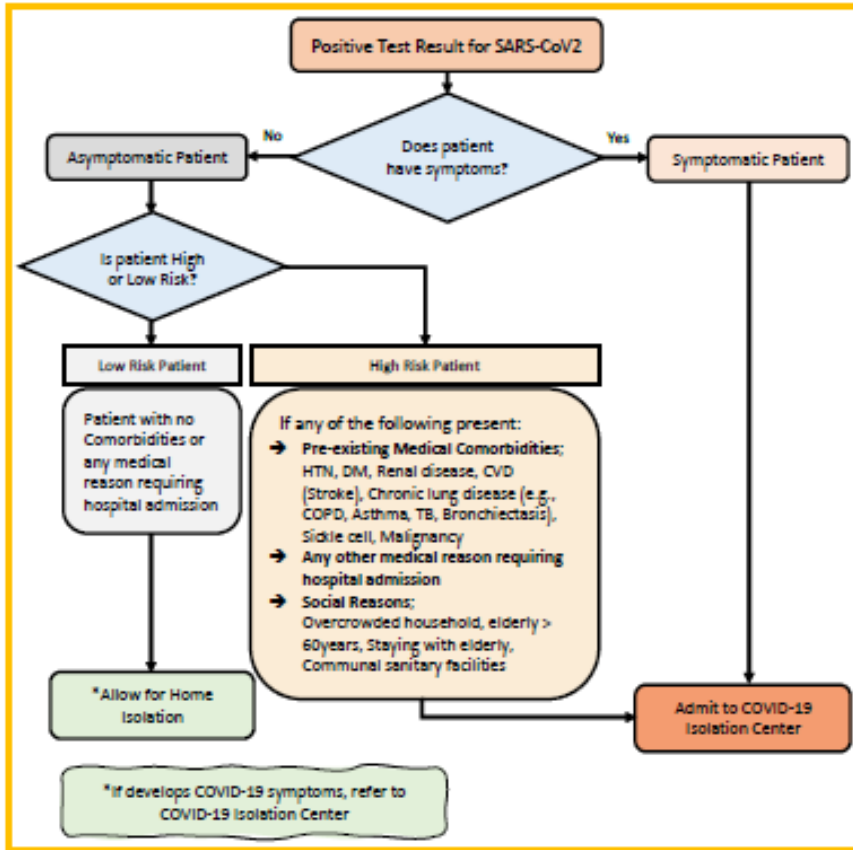 Positive Test Result for SARS-CoV2
Does patient
have symptoms?
No
Yes
Asymptomatic Patient
Symptomatic Patient
Is patient High
or Low Risk?
Low Risk Patient
High Risk Patient
Patient with no
Comorbidities or
any medical
reason requiring
hospital admission
If any of the following present:
➔ Pre-existing Medical Comorbidities;
HTN, DM, Renal disease, CVD
(Stroke), Chronic lung disease (e.g.,
COPD, Asthma, TB, Bronchiectasis),
Sickle cell, Malignancy
➔ Any other medical reason requiring
hospital admission
➔ Social Reasons;
Overcrowded household, elderly >
60years, Staying with elderly,
Communal sanitary facilities
*Allow for Home
Isolation
Admit to COVID-19
Isolation Center
*If develops COVID-19 symptoms, refer to
COVID-19 Isolation Center